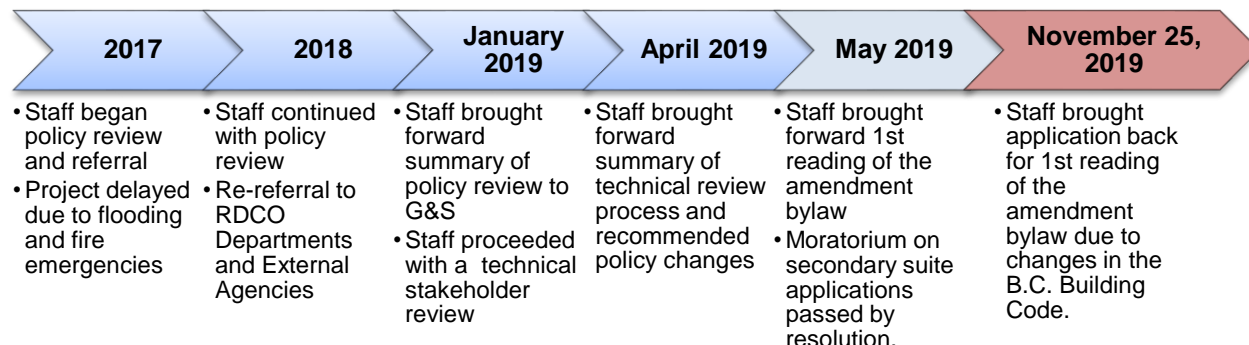 2017
• Staff began
policy review
and referral
• Project delayed
due to flooding
and fire
emergencies
2018
• Staff continued
with policy
review
• Re-referral to
RDCO
Departments
and External
Agencies
January
2019
• Staff brought
forward
summary of
policy review to
G&S
• Staff proceeded
with a technical
stakeholder
review
April 2019
• Staff brought
forward
summary of
technical review
process and
recommended
policy changes
May 2019
• Staff brought
forward 1st
reading of the
amendment
bylaw
• Moratorium on
secondary suite
applications
passed by
resolution.
November 25,
2019
• Staff brought
application back
for 1st reading
of the
amendment
bylaw due to
changes in the
B.C. Building
Code.